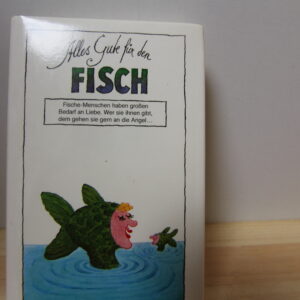 Alles Gute für den
FISCH
Fische-Menschen haben großen
Bedarf an Liebe. Wer sie ihnen gibt,
dem gehen sie gern an die Angel...